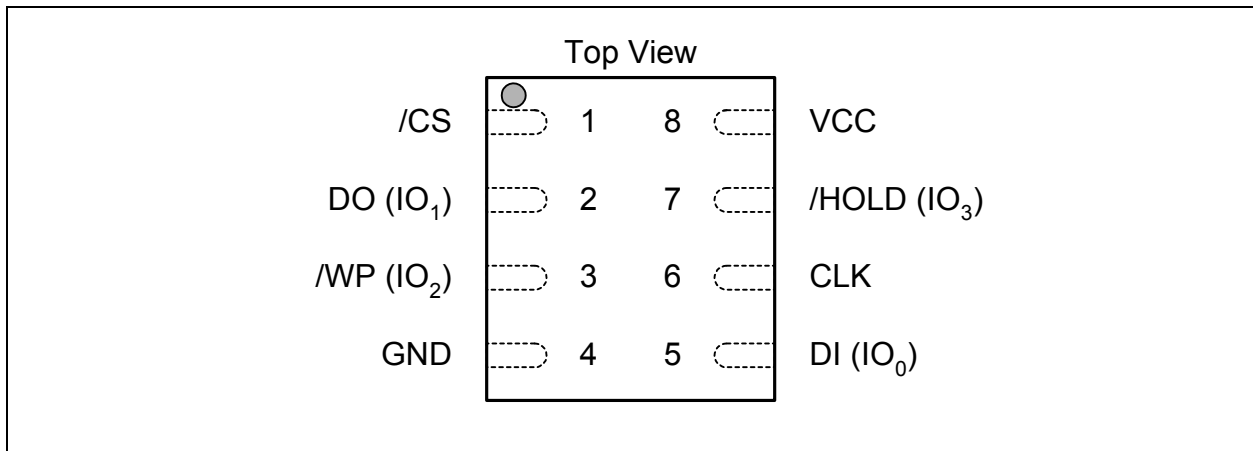 Top View
/CS 1 8 VCC
DO (IO₁) 2 7 /HOLD (IO₃)
/WP (IO₂) 3 6 CLK
GND 4 5 DI (IO₀)